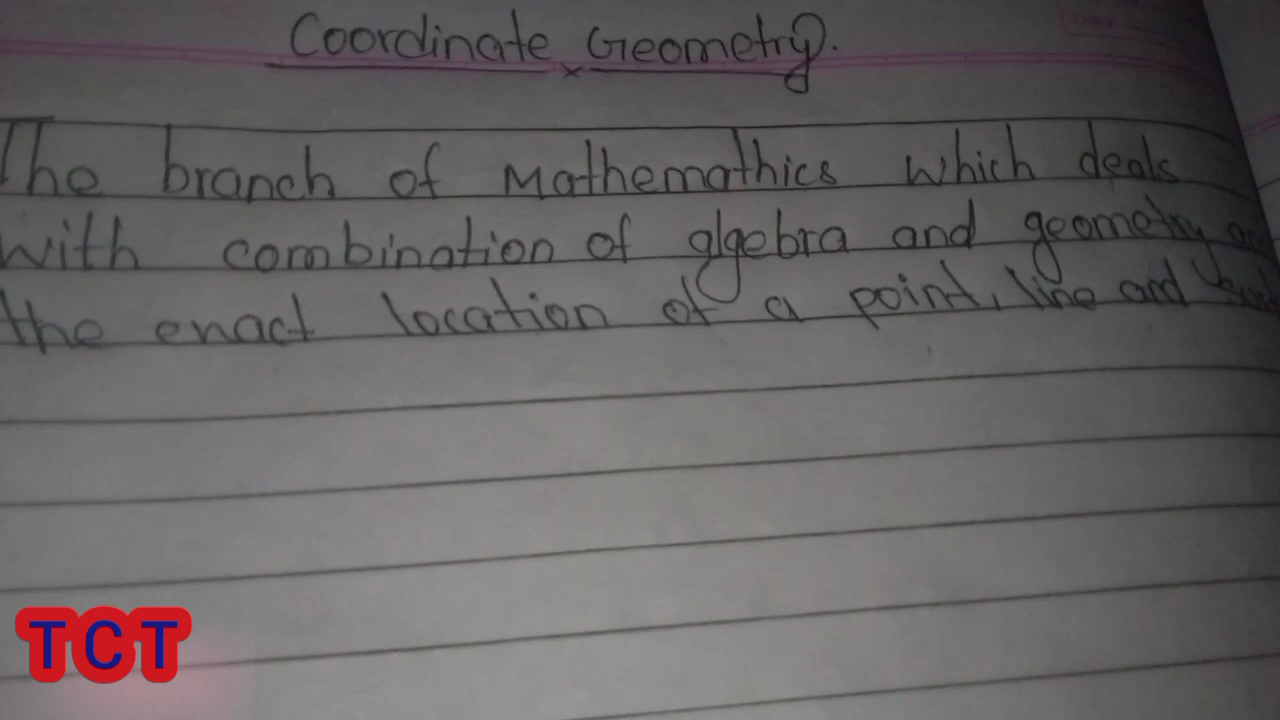 Coordinate Geometry.
The branch of Mathemathics which deals
with combination of algebra and geometry
the enact location of a point, line and
TCT